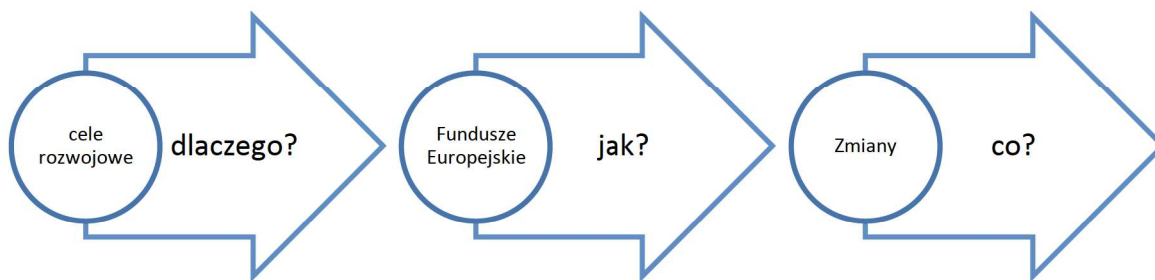 cele
rozwojowe
dlaczego?
Fundusze
Europejskie
jak?
Zmiany
co?